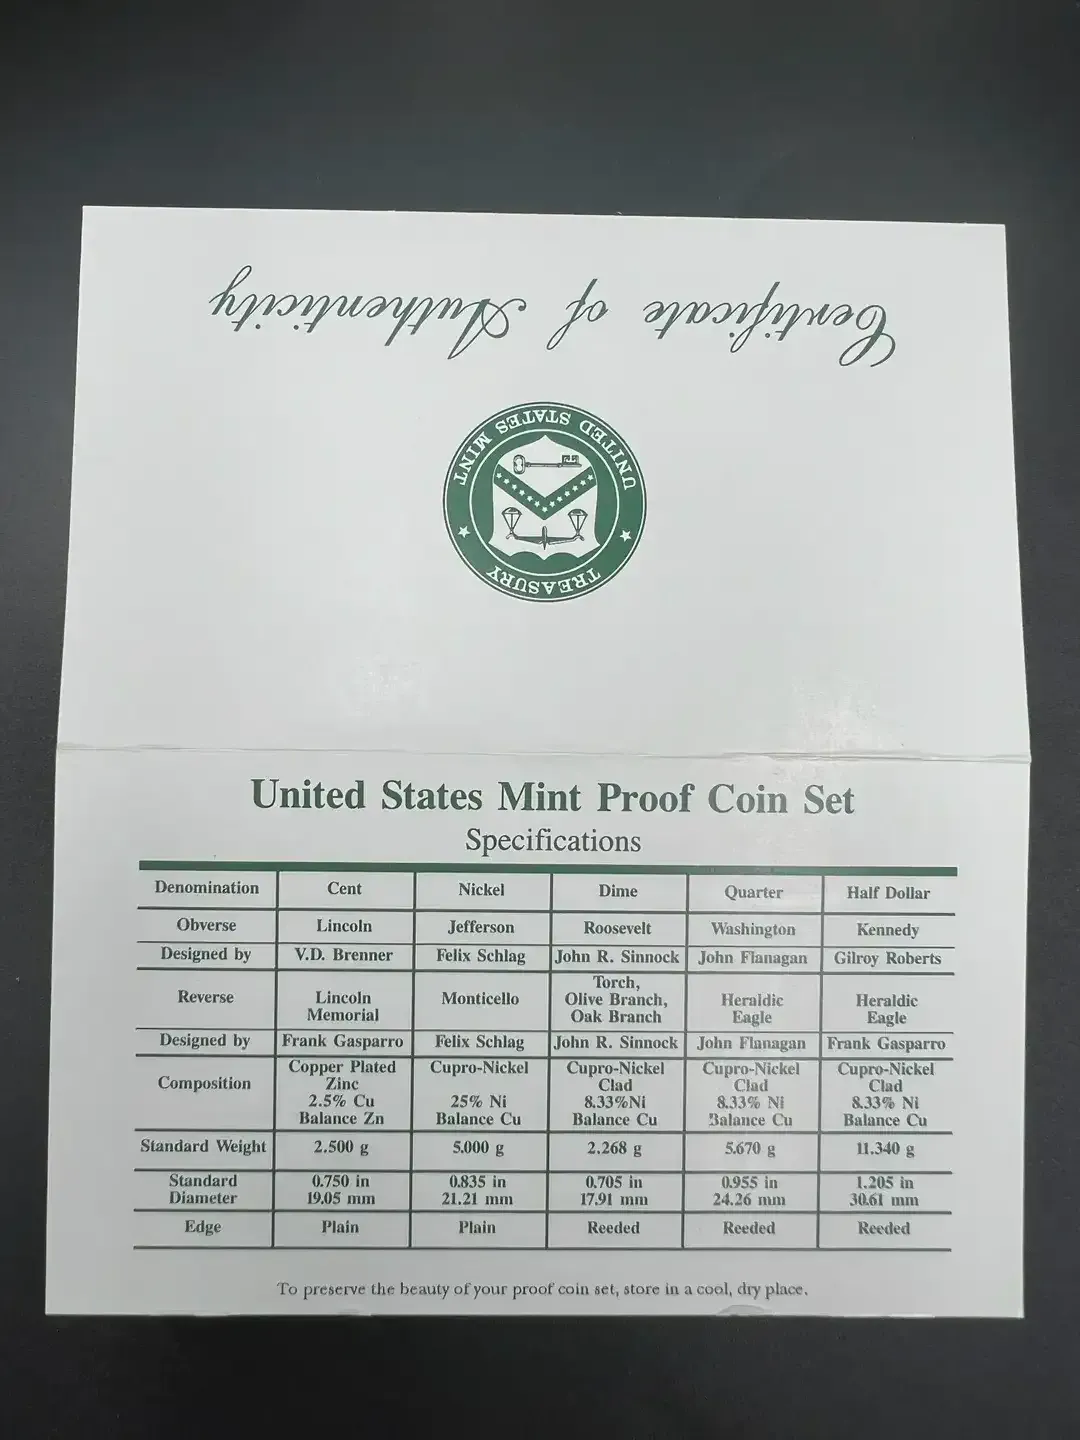 Certificate of Authenticity
UNITED STATES MINT
TREASURY
United States Mint Proof Coin Set
Specifications
Denomination Cent Nickel Dime Quarter Half Dollar
Obverse Lincoln Jefferson Roosevelt Washington Kennedy
Designed by V.D. Brenner Felix Schlag John R. Sinnock John Flanagan Gilroy Roberts
Reverse Lincoln Memorial Monticello Torch, Olive Branch, Oak Branch Heraldic Eagle Heraldic Eagle
Designed by Frank Gasparro Felix Schlag John R. Sinnock John Flanagan Frank Gasparro
Composition Copper Plated Zinc 2.5% Cu Balance Zn Cupro-Nickel 25% Ni Balance Cu Cupro-Nickel Clad 8.33%Ni Balance Cu Cupro-Nickel Clad 8.33% Ni Balance Cu Cupro-Nickel Clad 8.33% Ni Balance Cu
Standard Weight 2.500 g 5.000 g 2.268 g 5.670 g 11.340 g
Standard Diameter 0.750 in 19.05 mm 0.835 in 21.21 mm 0.705 in 17.91 mm 0.955 in 24.26 mm 1.205 in 30.61 mm
Edge Plain Plain Reeded Reeded Reeded
To preserve the beauty of your proof coin set, store in a cool, dry place.